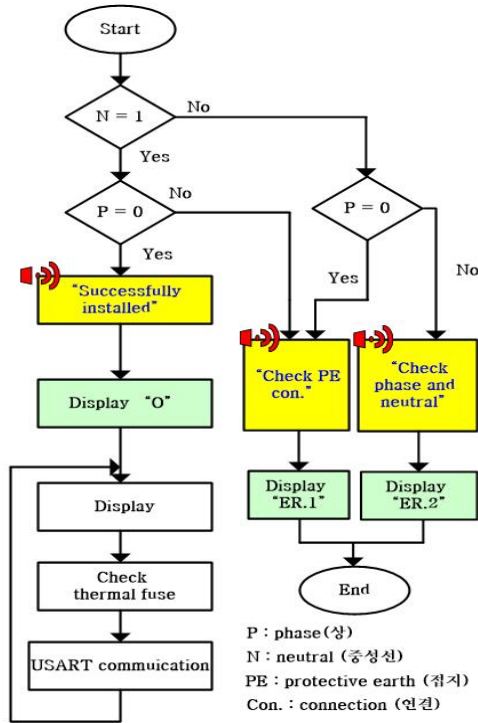 Start
N = 1
No
Yes
P = 0
No
P = 0
Yes
Yes
No
“Successfully
installed”
“Check PE
con.”
“Check
phase and
neutral”
Display “O”
Display
“ER.1”
Display
“ER.2”
Display
Check
thermal fuse
End
USART commuication
P : phase(상)
N : neutral (중성선)
PE : protective earth (접지)
Con. : connection (연결)